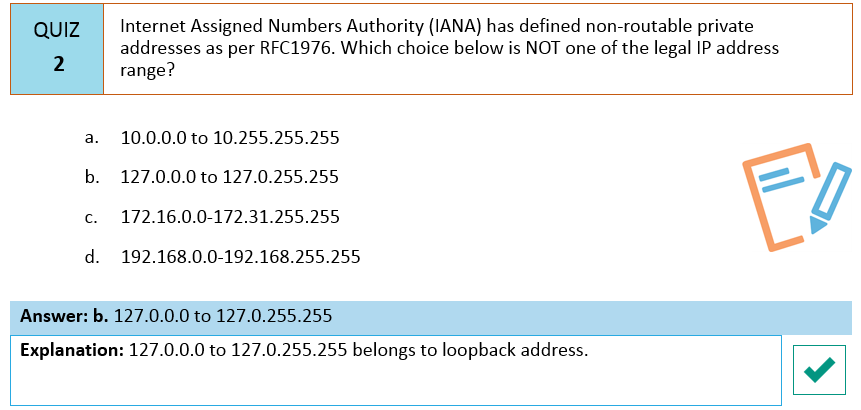 QUIZ
2
Internet Assigned Numbers Authority (IANA) has defined non-routable private
addresses as per RFC1976. Which choice below is NOT one of the legal IP address
range?
a. 10.0.0.0 to 10.255.255.255
b. 127.0.0.0 to 127.0.255.255
c. 172.16.0.0-172.31.255.255
d. 192.168.0.0-192.168.255.255
Answer: b. 127.0.0.0 to 127.0.255.255
Explanation: 127.0.0.0 to 127.0.255.255 belongs to loopback address.